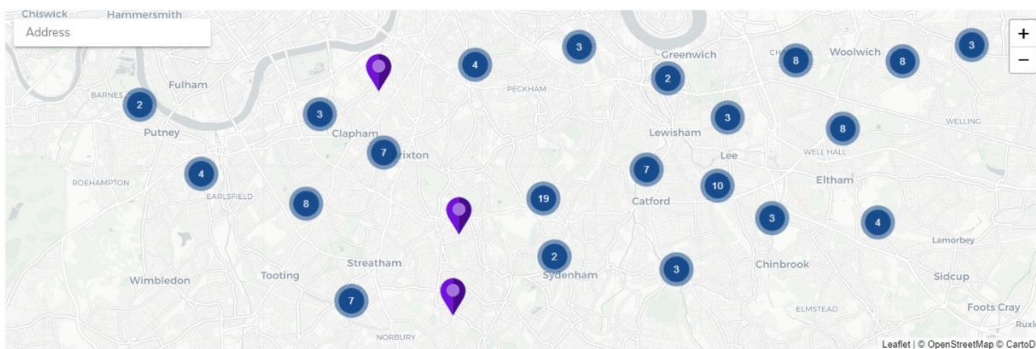 Chiswick
Hammersmith
Address
+
−
3
3
4
Greenwich
8
Woolwich
8
2
Fulham
PECKHAM
BARNES
2
3
3
8
WELLING
Putney
Clapham
Lewisham
7
rixton
Lee
WELL HALL
4
7
ROEHAMPTON
10
Eltham
EARLSFIELD
19
Catford
8
3
4
Lamorbey
2
Streatham
3
Chinbrook
Wimbledon
Tooting
Sydenham
Sidcup
7
ELMSTEAD
Foots Cray
NORBURY
Leaflet | © OpenStreetMap © CartoD